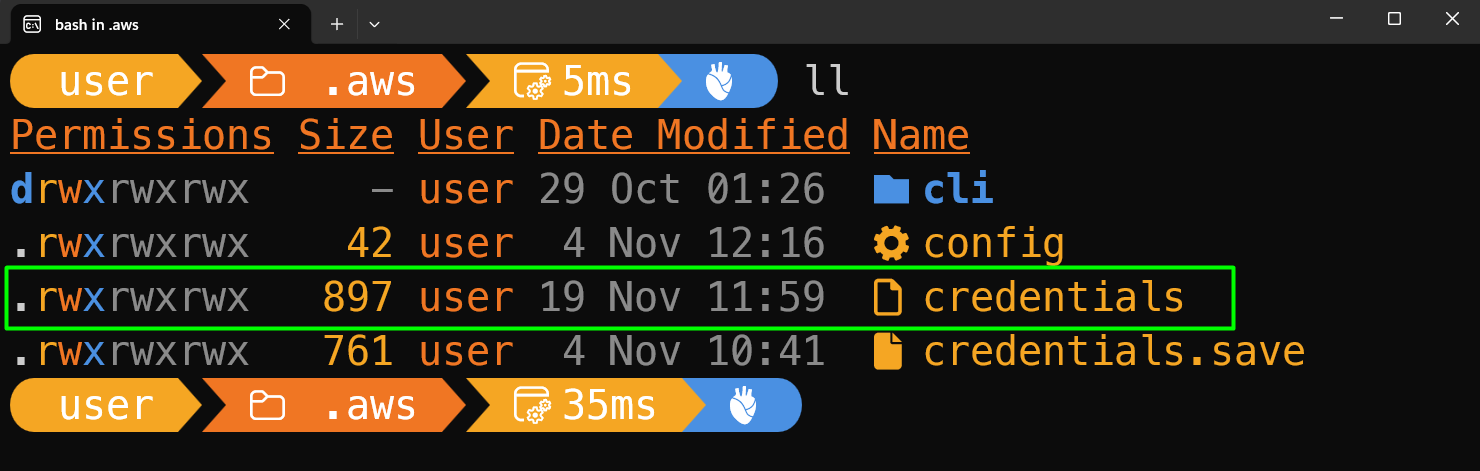 bash in .aws
user .aws 5ms ll
Permissions Size User Date Modified Name
drwxrwxrwx - user 29 Oct 01:26 cli
.rwxrwxrwx 42 user 4 Nov 12:16 config
.rwxrwxrwx 897 user 19 Nov 11:59 credentials
.rwxrwxrwx 761 user 4 Nov 10:41 credentials.save
user .aws 35ms